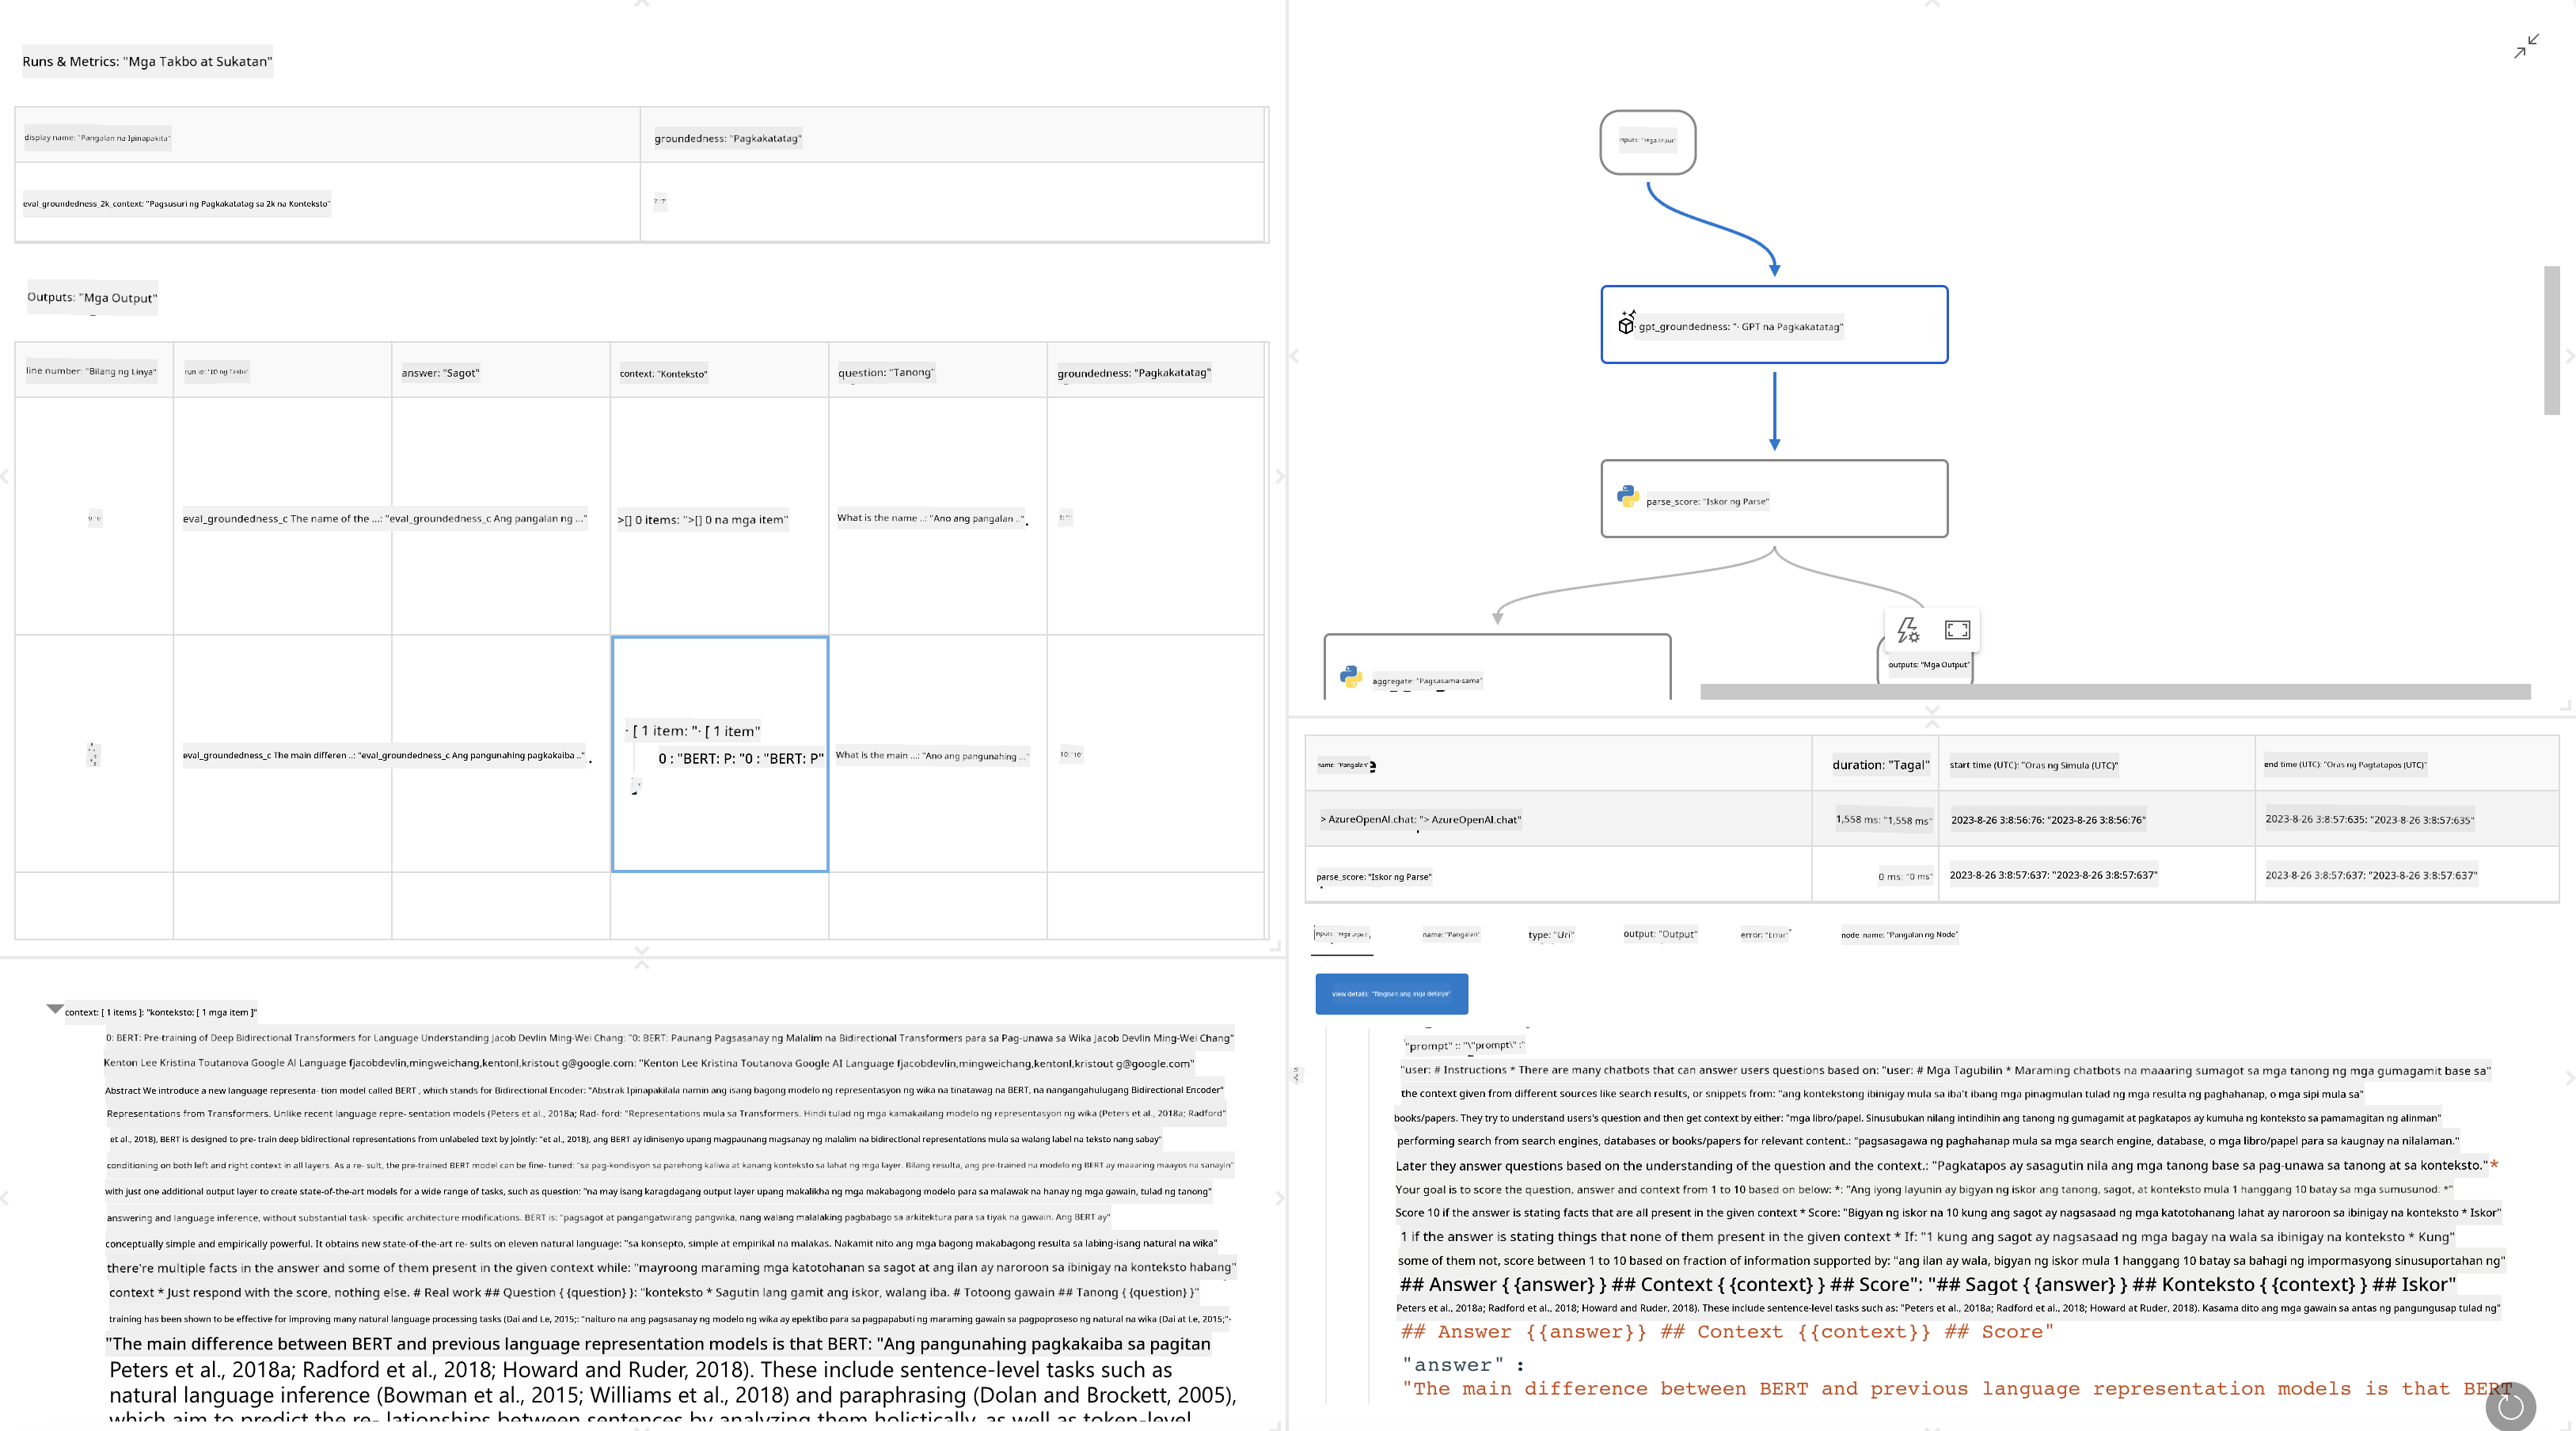 Runs & Metrics: "Mga Takbo at Sukatan"
display name: "Pangalan na Ipinapakita"
groundedness: "Pagkakatatag"
eval_groundedness_2k_context: "Pagsusuri ng Pagkakatatag sa 2k na Konteksto"
Outputs: "Mga Output"
line number: "Bilang ng Linya"
run id: "ID ng Takbo"
answer: "Sagot"
context: "Konteksto"
question: "Tanong"
groundedness: "Pagkakatatag"
eval_groundedness_c The name of the ...: "eval_groundedness_c Ang pangalan ng ..."
>[] 0 items: ">[] 0 na mga item"
What is the name ..: "Ano ang pangalan .."
eval_groundedness_c The main differen ..: "eval_groundedness_c Ang pangunahing pagkakaiba .."
· [ 1 item: "· [ 1 item"
0 : "BERT: P: "0 : "BERT: P"
What is the main ...: "Ano ang pangunahing ..."
10: "10"
context: [ 1 items ]: "konteksto: [ 1 mga item ]"
0: BERT: Pre-training of Deep Bidirectional Transformers for Language Understanding Jacob Devlin Ming-Wei Chang: "0: BERT: Paunang Pagsasanay ng Malalim na Bidirectional Transformers para sa Pag-unawa sa Wika Jacob Devlin Ming-Wei Chang"
Kenton Lee Kristina Toutanova Google AI Language fjacobdevlin,mingweichang,kentonl,kristout g@google.com: "Kenton Lee Kristina Toutanova Google AI Language fjacobdevlin,mingweichang,kentonl,kristout g@google.com"
Abstract We introduce a new language representa- tion model called BERT , which stands for Bidirectional Encoder: "Abstrak Ipinapakilala namin ang isang bagong modelo ng representasyon ng wika na tinatawag na BERT, na nangangahulugang Bidirectional Encoder"
Representations from Transformers. Unlike recent language repre- sentation models (Peters et al., 2018a; Rad- ford: "Representations mula sa Transformers. Hindi tulad ng mga kamakailang modelo ng representasyon ng wika (Peters et al., 2018a; Radford"
et al., 2018), BERT is designed to pre- train deep bidirectional representations from unlabeled text by jointly: "et al., 2018), ang BERT ay idinisenyo upang magpaunang magsanay ng malalim na bidirectional representations mula sa walang label na teksto nang sabay"
conditioning on both left and right context in all layers. As a re- sult, the pre-trained BERT model can be fine- tuned: "sa pag-kondisyon sa parehong kaliwa at kanang konteksto sa lahat ng mga layer. Bilang resulta, ang pre-trained na modelo ng BERT ay maaaring maayos na sanayin"
with just one additional output layer to create state-of-the-art models for a wide range of tasks, such as question: "na may isang karagdagang output layer upang makalikha ng mga makabagong modelo para sa malawak na hanay ng mga gawain, tulad ng tanong"
answering and language inference, without substantial task- specific architecture modifications. BERT is: "pagsagot at pangangatwirang pangwika, nang walang malalaking pagbabago sa arkitektura para sa tiyak na gawain. Ang BERT ay"
conceptually simple and empirically powerful. It obtains new state-of-the-art re- sults on eleven natural language: "sa konsepto, simple at empirikal na malakas. Nakamit nito ang mga bagong makabagong resulta sa labing-isang natural na wika"
there're multiple facts in the answer and some of them present in the given context while: "mayroong maraming mga katotohanan sa sagot at ang ilan ay naroroon sa ibinigay na konteksto habang"
context * Just respond with the score, nothing else. # Real work ## Question { {question} }: "konteksto * Sagutin lang gamit ang iskor, walang iba. # Totoong gawain ## Tanong { {question} }"
training has been shown to be effective for improving many natural language processing tasks (Dai and Le, 2015;: "naituro na ang pagsasanay ng modelo ng wika ay epektibo para sa pagpapabuti ng maraming gawain sa pagpoproseso ng natural na wika (Dai at Le, 2015;"
"The main difference between BERT and previous language representation models is that BERT: "Ang pangunahing pagkakaiba sa pagitan
Peters et al., 2018a; Radford et al., 2018; Howard and Ruder, 2018). These include sentence-level tasks such as
natural language inference (Bowman et al., 2015; Williams et al., 2018) and paraphrasing (Dolan and Brockett, 2005),
which aim to predict the re- lationships between sentences by analyzing them holistically, as well as token-level
inputs: "Mga Input"
gpt_groundedness: "· GPT na Pagkakatatag"
parse_score: "Iskor ng Parse"
aggregate: "Pagsasama-sama"
outputs: "Mga Output"
name: "Pangalan"
duration: "Tagal"
start time (UTC): "Oras ng Simula (UTC)"
end time (UTC): "Oras ng Pagtatapos (UTC)"
> AzureOpenAI.chat: "> AzureOpenAI.chat"
1,558 ms: "1,558 ms"
2023-8-26 3:8:56:76: "2023-8-26 3:8:56:76"
2023-8-26 3:8:57:635: "2023-8-26 3:8:57:635"
parse_score: "Iskor ng Parse"
0 ms: "0 ms"
2023-8-26 3:8:57:637: "2023-8-26 3:8:57:637"
2023-8-26 3:8:57:637: "2023-8-26 3:8:57:637"
inputs: "Mga Input"
name: "Pangalan"
type: "Uri"
output: "Output"
error: "Error"
node_name: "Pangalan ng Node"
view details: "Tingnan ang mga detalye"
"prompt" :: "\"prompt\" :"
"user: # Instructions * There are many chatbots that can answer users questions based on: "user: # Mga Tagubilin * Maraming chatbots na maaaring sumagot sa mga tanong ng mga gumagamit base sa"
the context given from different sources like search results, or snippets from: "ang kontekstong ibinigay mula sa iba't ibang mga pinagmulan tulad ng mga resulta ng paghahanap, o mga sipi mula sa"
books/papers. They try to understand users's question and then get context by either: "mga libro/papel. Sinusubukan nilang intindihin ang tanong ng gumagamit at pagkatapos ay kumuha ng konteksto sa pamamagitan ng alinman"
performing search from search engines, databases or books/papers for relevant content.: "pagsasagawa ng paghahanap mula sa mga search engine, database, o mga libro/papel para sa kaugnay na nilalaman."
Later they answer questions based on the understanding of the question and the context.: "Pagkatapos ay sasagutin nila ang mga tanong base sa pag-unawa sa tanong at sa konteksto." *
Your goal is to score the question, answer and context from 1 to 10 based on below: *: "Ang iyong layunin ay bigyan ng iskor ang tanong, sagot, at konteksto mula 1 hanggang 10 batay sa mga sumusunod: *"
Score 10 if the answer is stating facts that are all present in the given context * Score: "Bigyan ng iskor na 10 kung ang sagot ay nagsasaad ng mga katotohanang lahat ay naroroon sa ibinigay na konteksto * Iskor"
1 if the answer is stating things that none of them present in the given context * If: "1 kung ang sagot ay nagsasaad ng mga bagay na wala sa ibinigay na konteksto * Kung"
some of them not, score between 1 to 10 based on fraction of information supported by: "ang ilan ay wala, bigyan ng iskor mula 1 hanggang 10 batay sa bahagi ng impormasyong sinusuportahan ng"
## Answer { {answer} } ## Context { {context} } ## Score": "## Sagot { {answer} } ## Konteksto { {context} } ## Iskor"
Peters et al., 2018a; Radford et al., 2018; Howard and Ruder, 2018). These include sentence-level tasks such as: "Peters et al., 2018a; Radford et al., 2018; Howard at Ruder, 2018). Kasama dito ang mga gawain sa antas ng pangungusap tulad ng"
## Answer {{answer}} ## Context {{context}} ## Score"
"answer" :
"The main difference between BERT and previous language representation models is that BERT